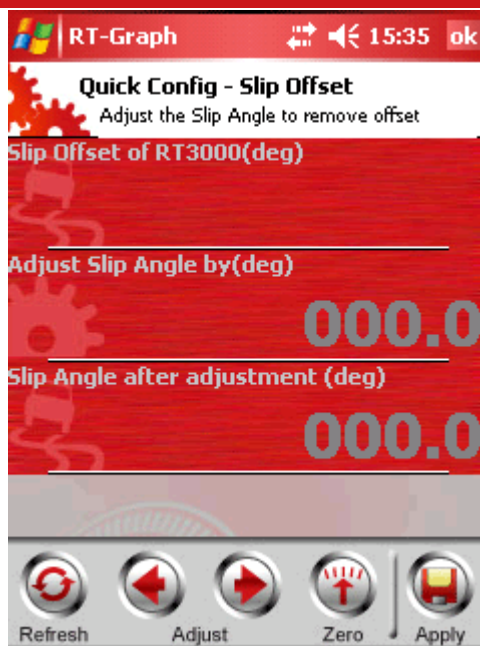 RT-Graph 15:35 ok
Quick Config - Slip Offset
Adjust the Slip Angle to remove offset
Slip Offset of RT3000(deg)
Adjust Slip Angle by(deg)
000.0
Slip Angle after adjustment (deg)
000.0
Refresh Adjust Zero Apply